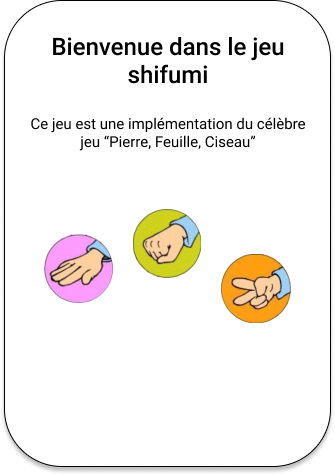 Bienvenue dans le jeu
shifumi
Ce jeu est une implémentation du célèbre
jeu “Pierre, Feuille, Ciseau”